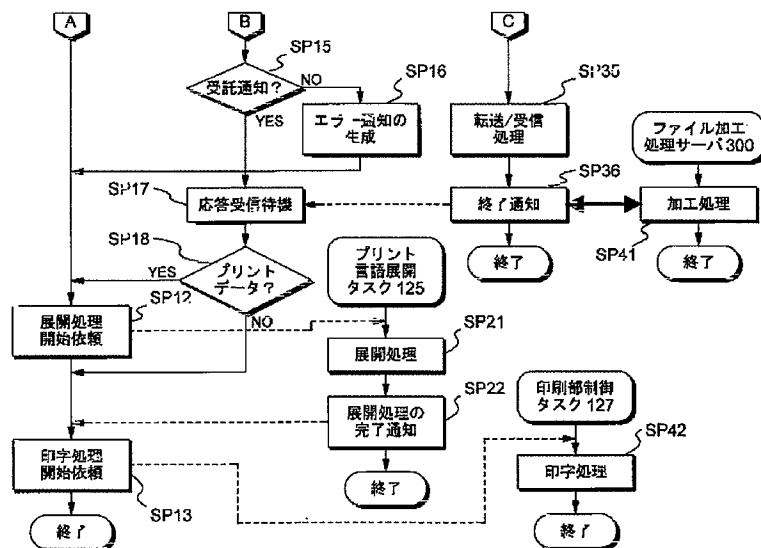 A
B
C
SP15
受託通知？
NO
YES
SP16
エラー通知の
生成
SP35
転送/受信
処理
ファイル加工
処理サーバ300
SP17
応答受信待機
SP36
終了通知
加工処理
SP41
終了
終了
SP18
プリント
データ？
YES
NO
プリント
言語展開
タスク125
SP12
展開処理
開始依頼
SP21
展開処理
SP22
展開処理の
完了通知
終了
印刷部制御
タスク127
SP42
印字処理
終了
印字処理
開始依頼
SP13
終了